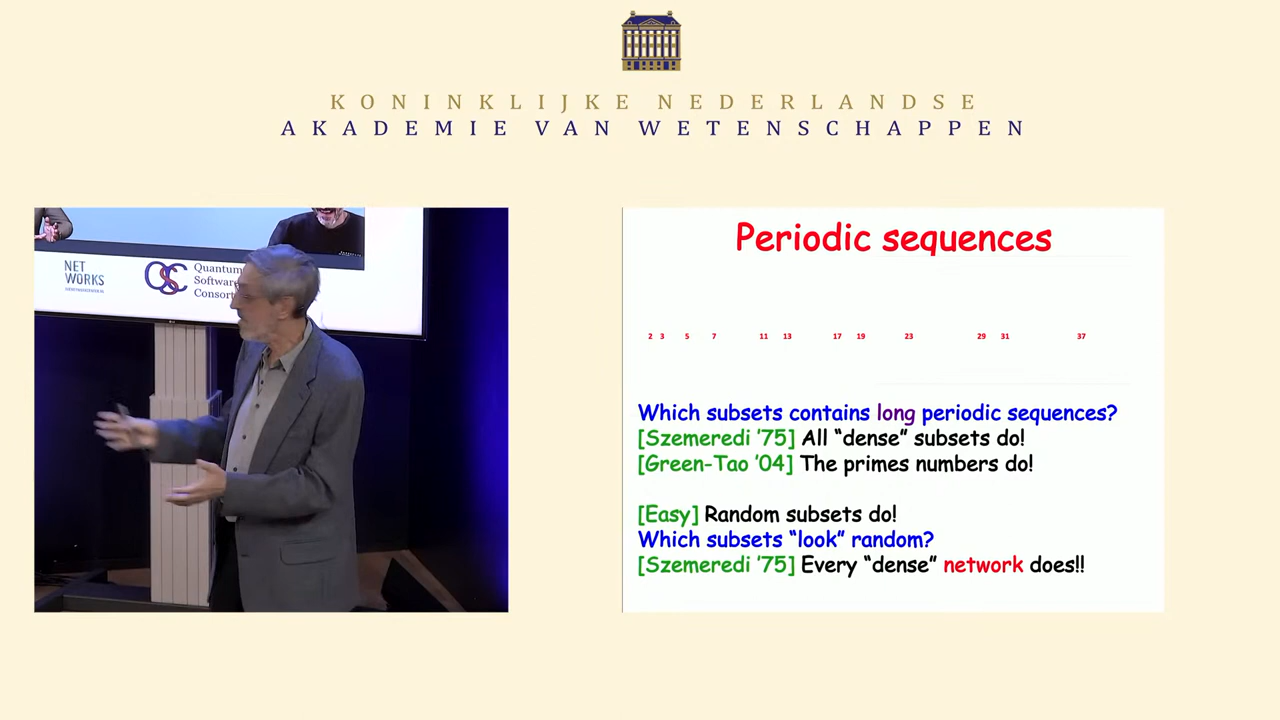 KONINKLIJKE NEDERLANDSE
AKADEMIE VAN WETENSCHAPPEN
NET
WORKS
QSC
Quantum
Software
Consort
Periodic sequences
2 3 5 7 11 13 17 19 23 29 31 37
Which subsets contains long periodic sequences?
[Szemeredi '75] All “dense” subsets do!
[Green-Tao '04] The primes numbers do!
[Easy] Random subsets do!
Which subsets “look” random?
[Szemeredi '75] Every “dense” network does!!